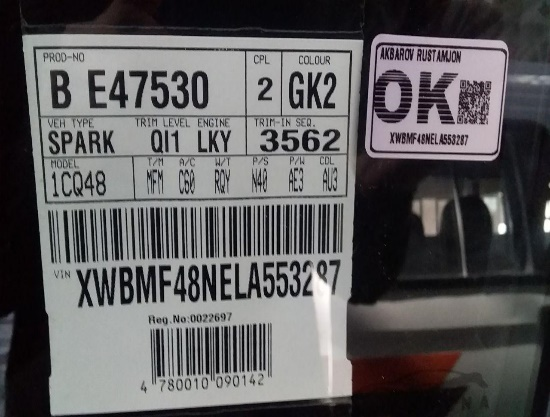 PROD-NO CPL COLOUR
B E47530 2 GK2
VEH TYPE TRIM LEVEL ENGINE TRIM-IN SEQ.
SPARK QI1 LKY 3562
MODEL T/M A/C W/T P/S P/W CDL
1CQ48 MFM C60 RQY N40 AE3 AU3
VIN XWBMF48NELA553287
Reg.No:0022697
4 780010 090142
AKBAROV RUSTAMJON
OK
XWBMF48NELA553287